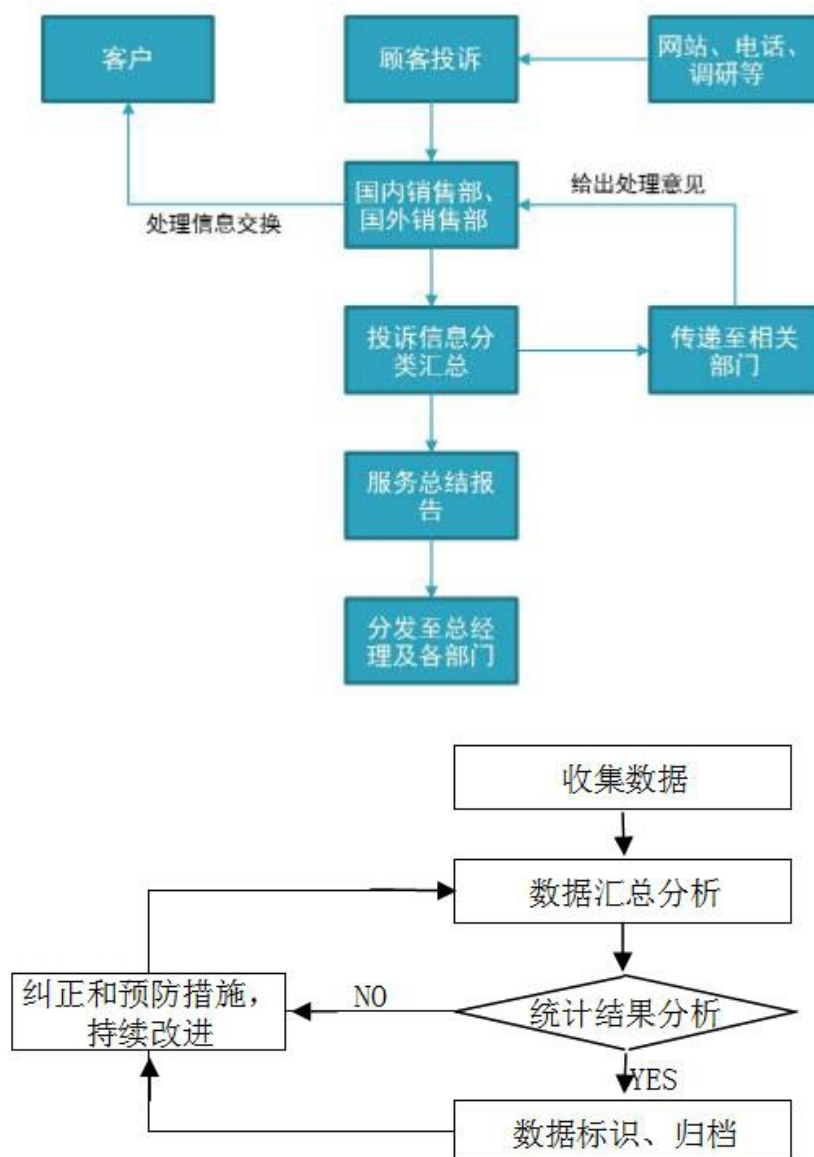 客户
顾客投诉
网站、电话、
调研等
国内销售部、
国外销售部
给出处理意见
处理信息交换
投诉信息分
类汇总
传递至相关
部门
服务总结报
告
分发至总经
理及各部门
收集数据
数据汇总分析
纠正和预防措施，
持续改进
NO
统计结果分析
YES
数据标识、归档